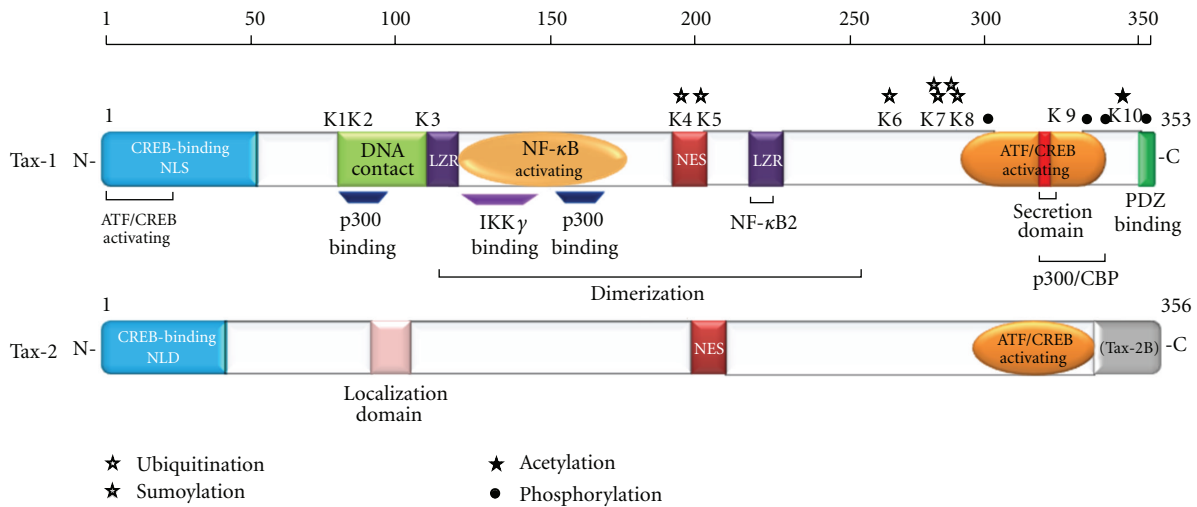 1 50 100 150 200 250 300 350
1 K1K2 K3 K4 K5 K6 K7 K8 K 9 K10 353
Tax-1 N- CREB-binding NLS DNA contact LZR NF-κB activating NES LZR ATF/CREB activating -C
ATF/CREB activating
p300 binding
IKKγ binding
p300 binding
NF-κB2
Secretion domain
PDZ binding
p300/CBP
Dimerization
1 356
Tax-2 N- CREB-binding NLD NES ATF/CREB activating (Tax-2B) -C
Localization domain
Ubiquitination
Sumoylation
Acetylation
Phosphorylation